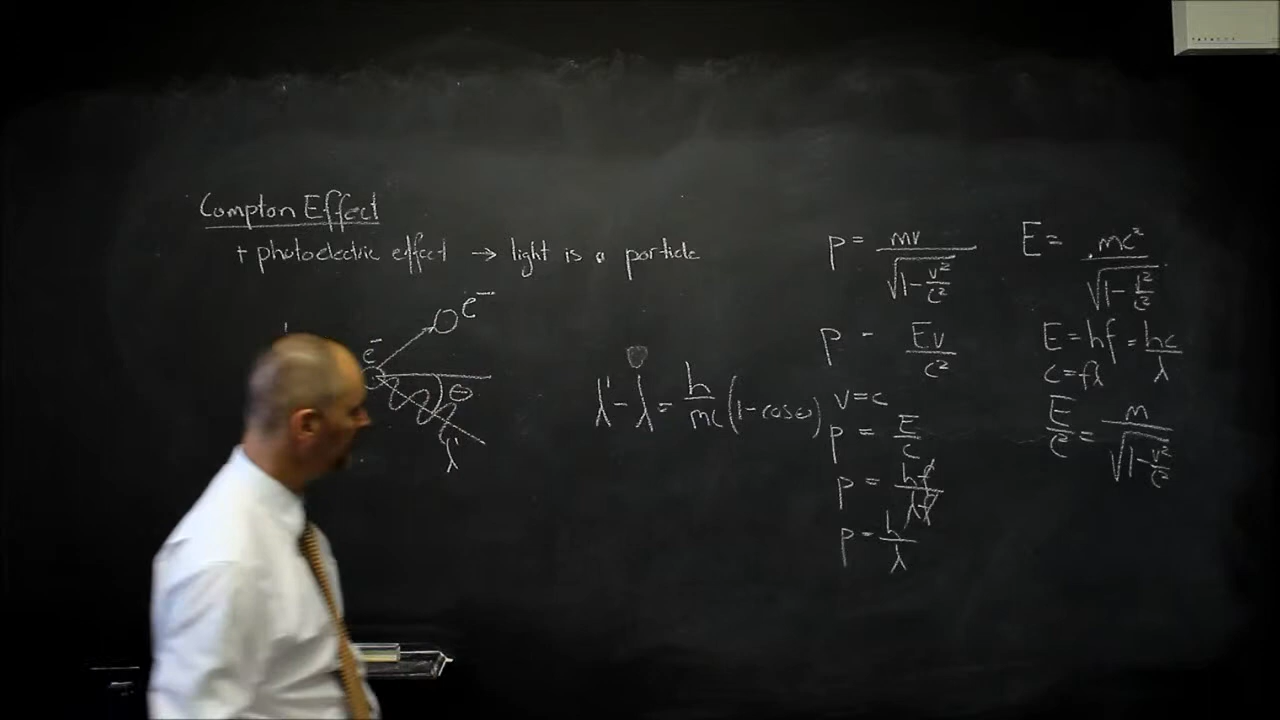 Compton Effect
+ photoelectric effect → light is a particle
e⁻
e⁻
θ
λ'
λ' - λ = h/mc (1-cosθ)
p = mv/√(1-v²/c²)
p = Ev/c²
v=c
p = E/c
p = hf/λf
p = h/λ
E = mc²/√(1-v²/c²)
E=hf=hc/λ
c=fλ
E/c² = m/√(1-v²/c²)